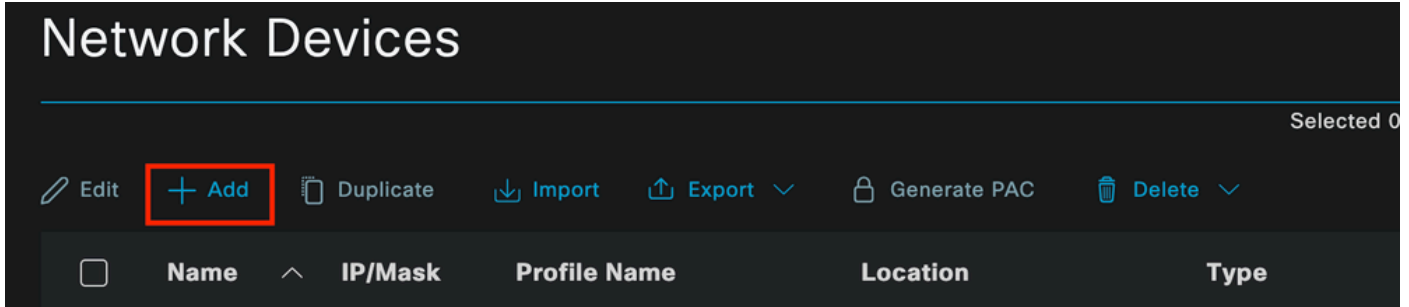 Network Devices
Selected 0
Edit Add Duplicate Import Export Generate PAC Delete
Name IP/Mask Profile Name Location Type